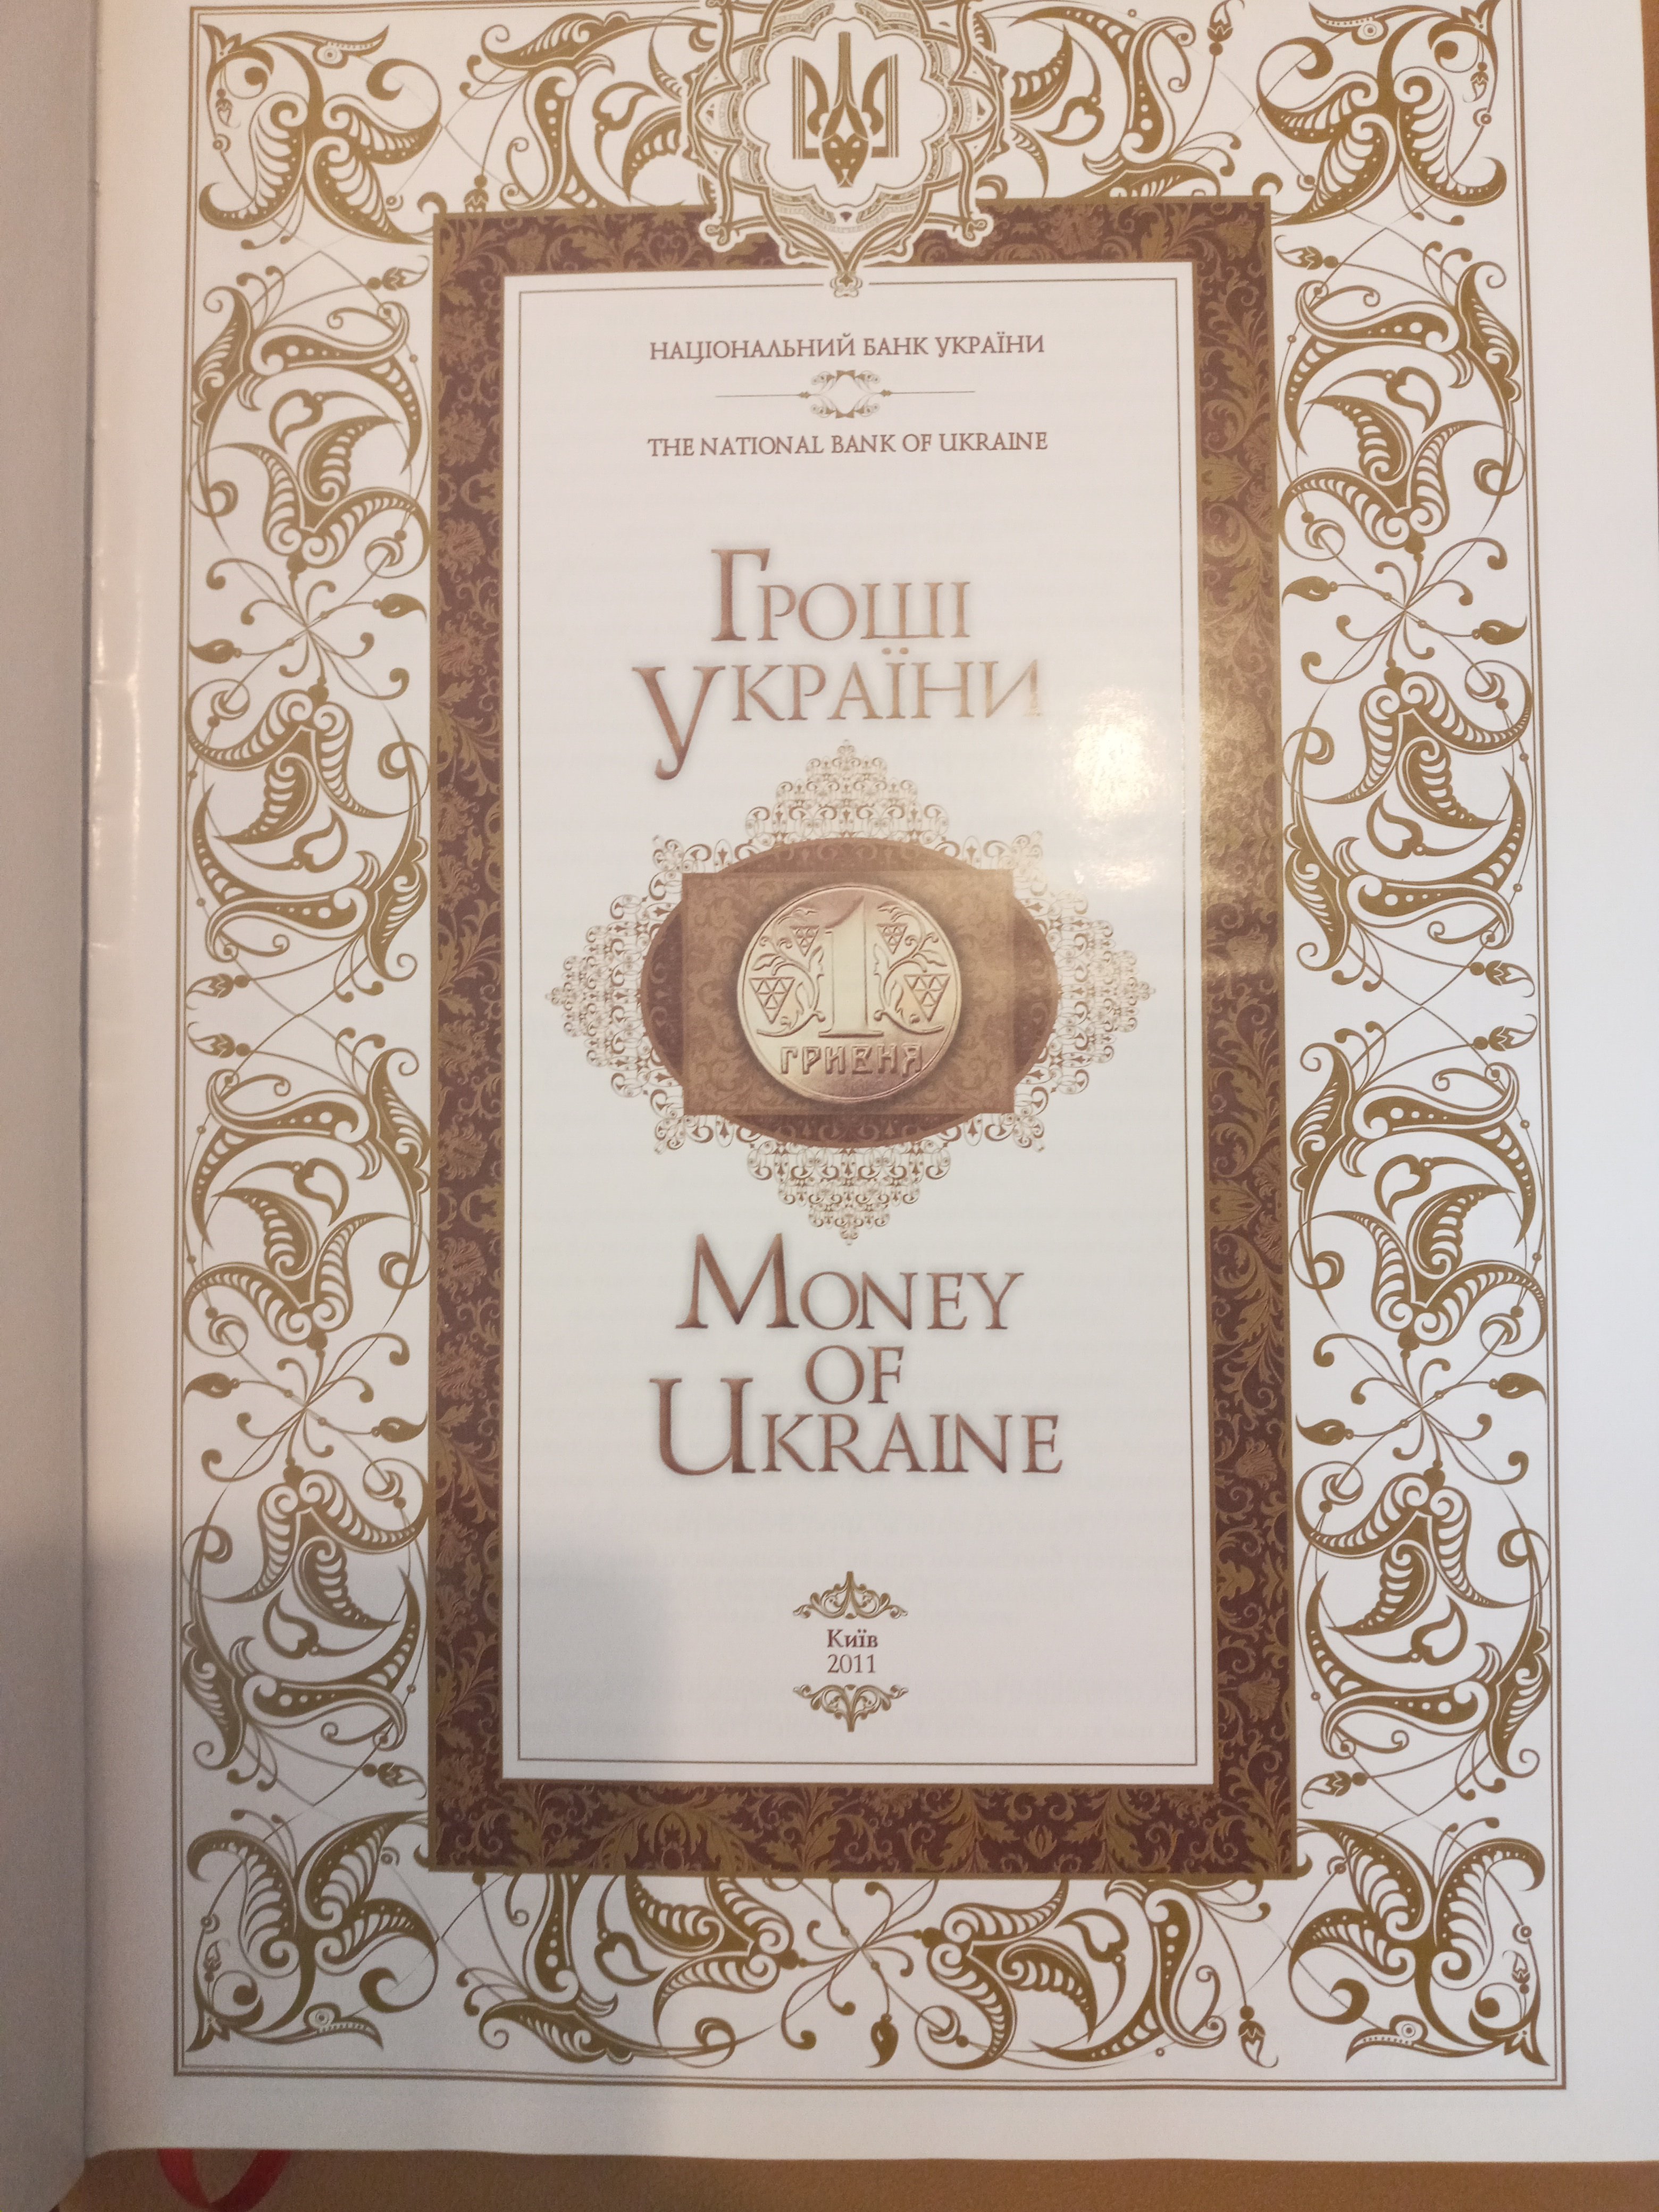 НАЦІОНАЛЬНИЙ БАНК УКРАЇНИ
THE NATIONAL BANK OF UKRAINE
ГРОШІ
УКРАЇНИ
1
ГРИВНЯ
MONEY
OF
UKRAINE
Київ
2011